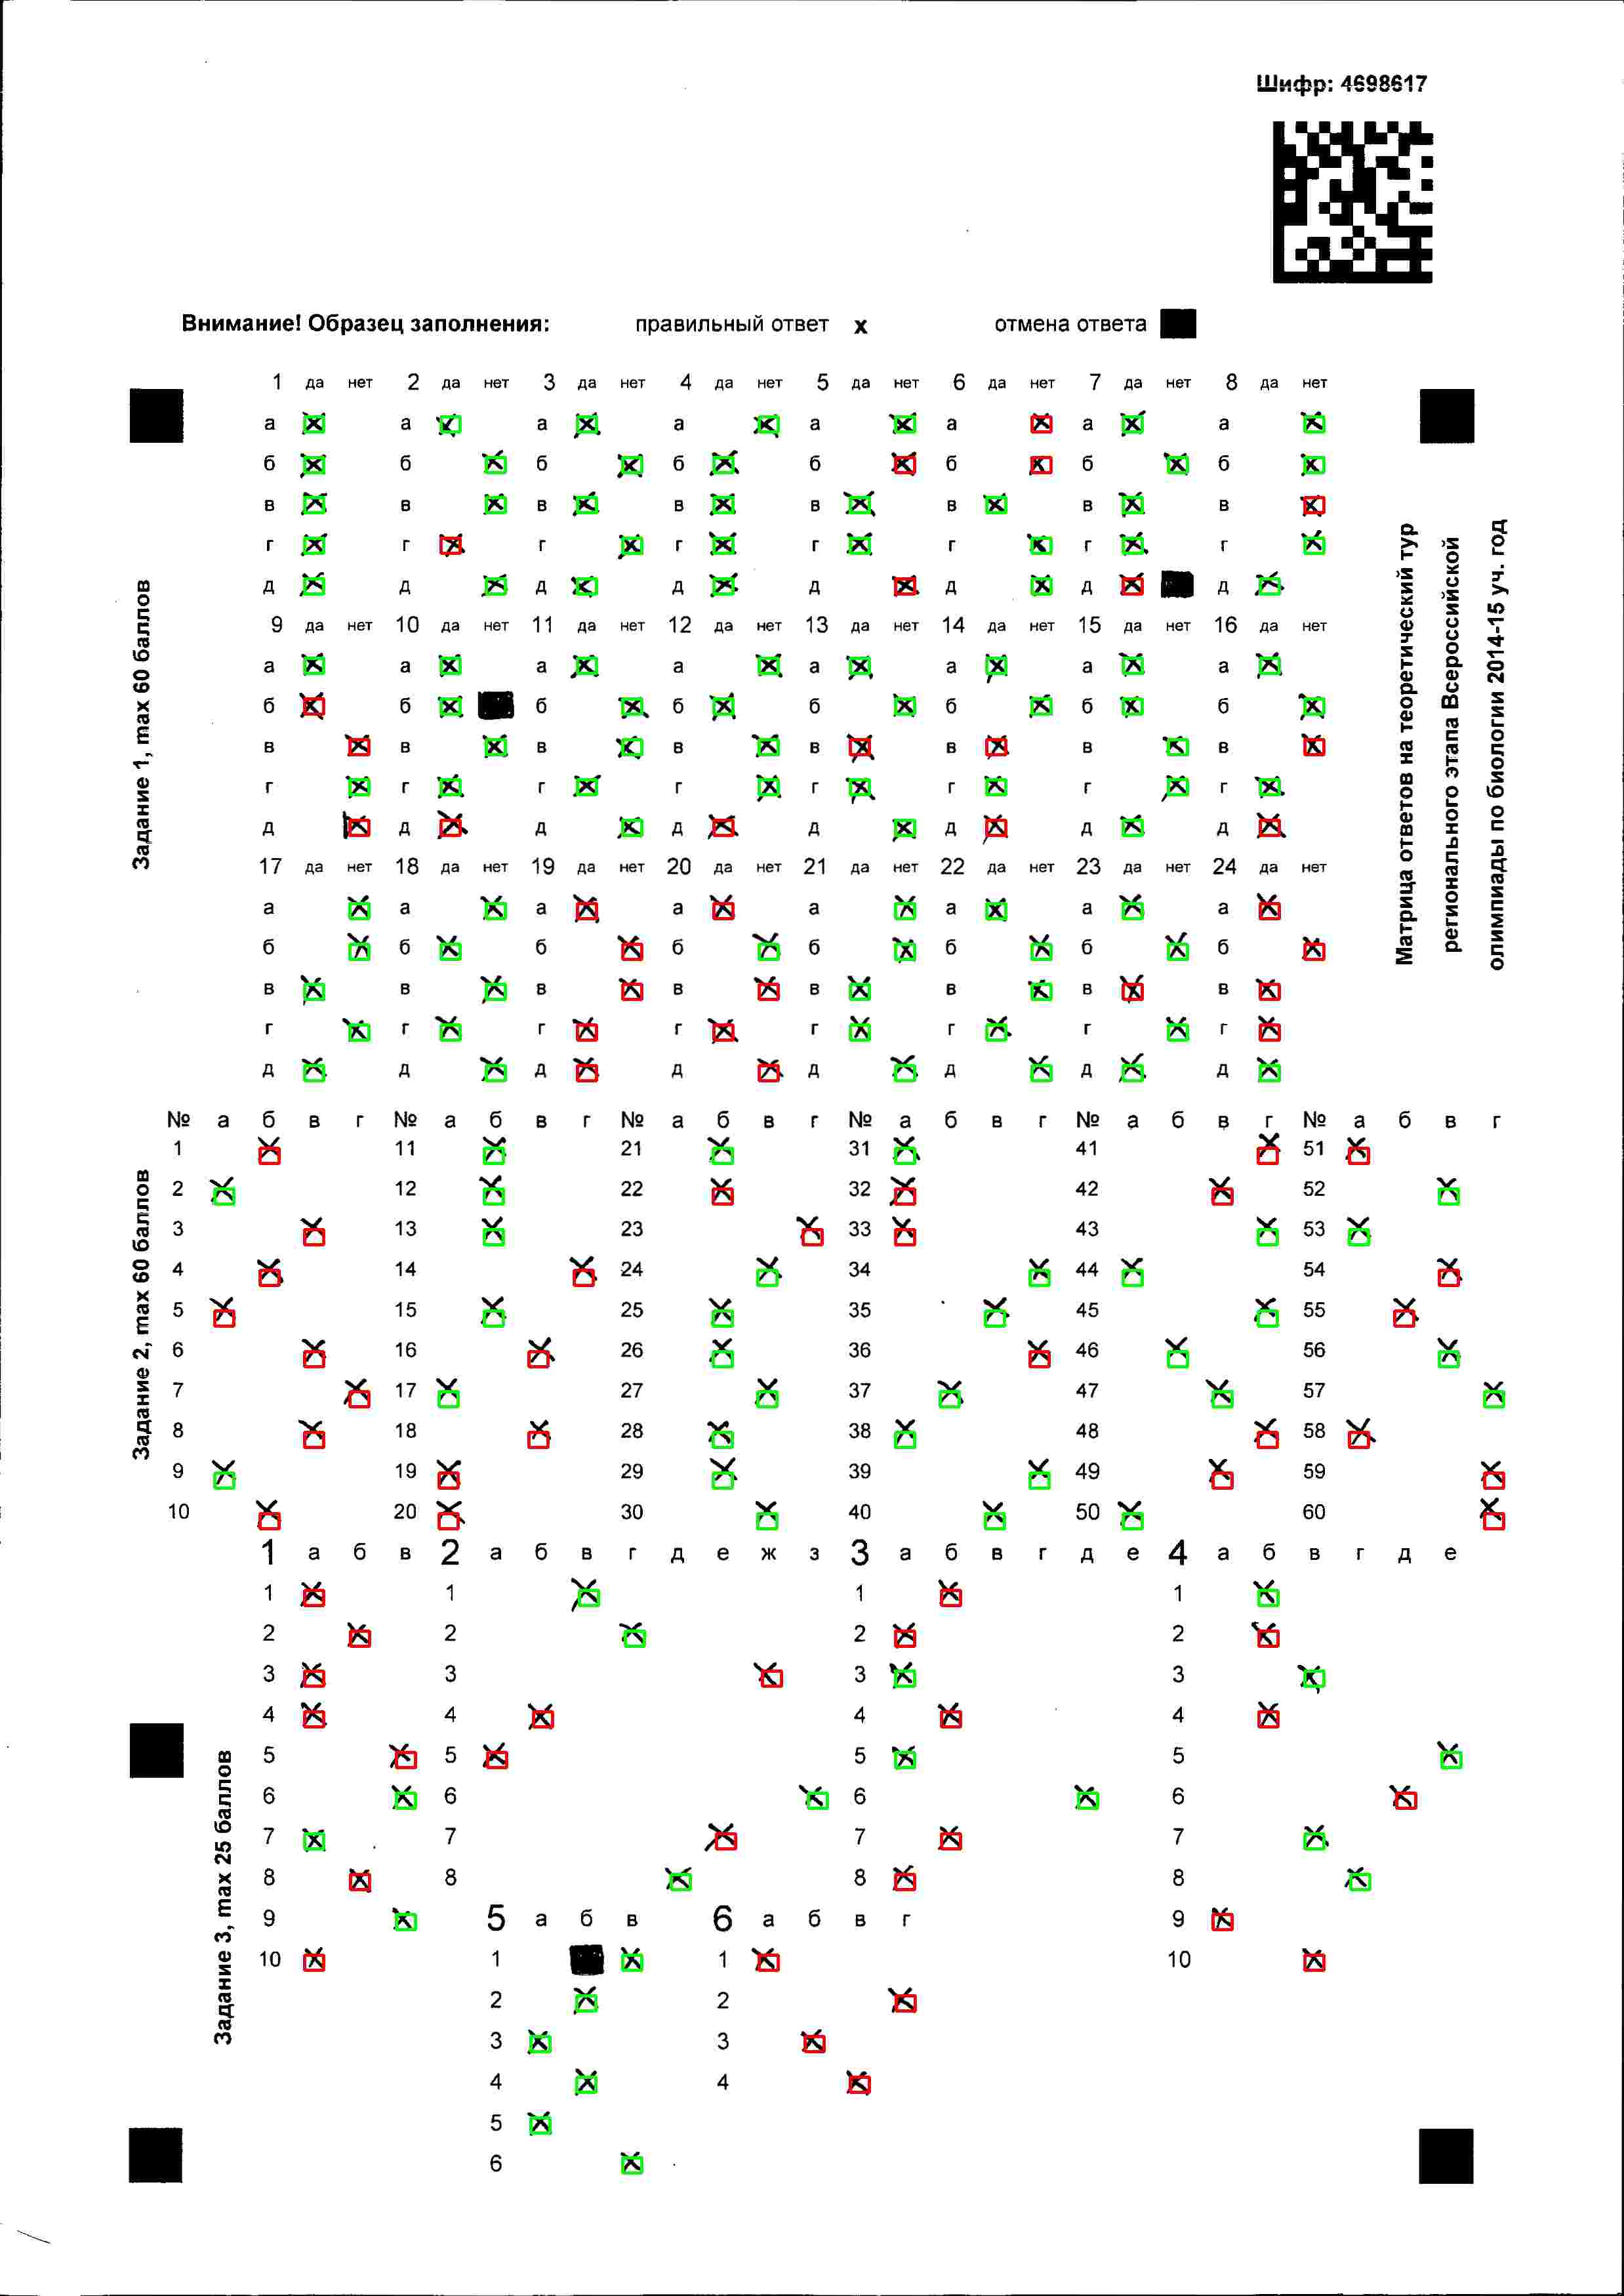 Шифр: 4698617
Внимание! Образец заполнения: правильный ответ x отмена ответа
Матрица ответов на теоретический тур
регионального этапа Всероссийской
олимпиады по биологии 2014-15 уч. год
Задание 1, max 60 баллов
1 да нет 2 да нет 3 да нет 4 да нет 5 да нет 6 да нет 7 да нет 8 да нет
а а а а а а а а
б б б б б б б б
в в в в в в в в
г г г г г г г г
д д д д д д д д
9 да нет 10 да нет 11 да нет 12 да нет 13 да нет 14 да нет 15 да нет 16 да нет
а а а а а а а а
б б б б б б б б
в в в в в в в в
г г г г г г г г
д д д д д д д д
17 да нет 18 да нет 19 да нет 20 да нет 21 да нет 22 да нет 23 да нет 24 да нет
а а а а а а а а
б б б б б б б б
в в в в в в в в
г г г г г г г г
д д д д д д д д
Задание 2, max 60 баллов
№ а б в г № а б в г № а б в г № а б в г № а б в г № а б в г
1 11 21 31 41 51
2 12 22 32 42 52
3 13 23 33 43 53
4 14 24 34 44 54
5 15 25 35 45 55
6 16 26 36 46 56
7 17 27 37 47 57
8 18 28 38 48 58
9 19 29 39 49 59
10 20 30 40 50 60
Задание 3, max 25 баллов
1 а б в 2 а б в г д е ж з 3 а б в г д е 4 а б в г д е
1 1 1 1
2 2 2 2
3 3 3 3
4 4 4 4
5 5 5 5
6 6 6 6
7 7 7 7
8 8 8 8
9 5 а б в 6 а б в г 9
10 1 1 10
2 2
3 3
4 4
5
6